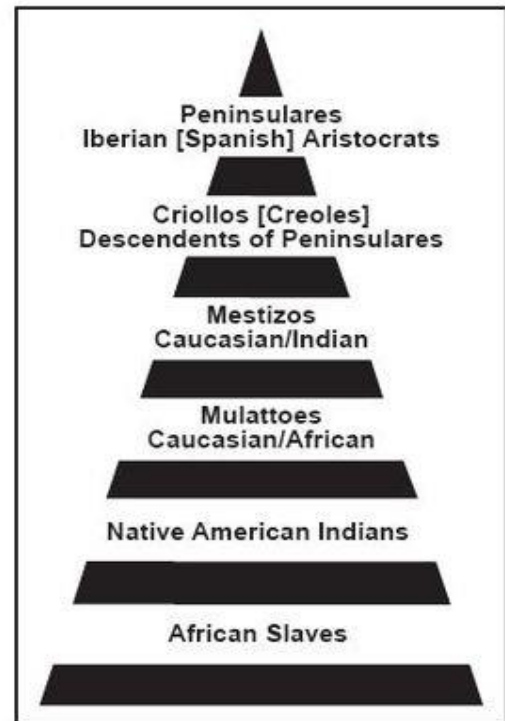 Peninsulares
Iberian [Spanish] Aristocrats
Criollos [Creoles]
Descendents of Peninsulares
Mestizos
Caucasian/Indian
Mulattoes
Caucasian/African
Native American Indians
African Slaves